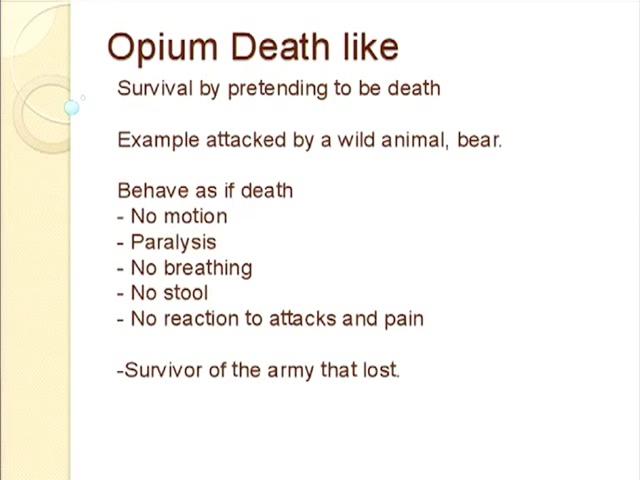 Opium Death like
Survival by pretending to be death
Example attacked by a wild animal, bear.
Behave as if death
- No motion
- Paralysis
- No breathing
- No stool
- No reaction to attacks and pain
-Survivor of the army that lost.